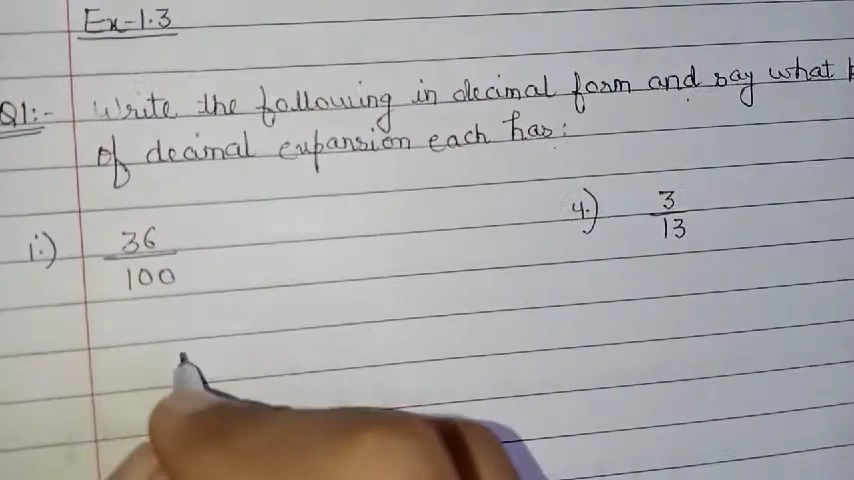 Ex-1.3
Q1:- Write the following in decimal form and say what
of decimal expansion each has:
i.) 36/100
4.) 3/13